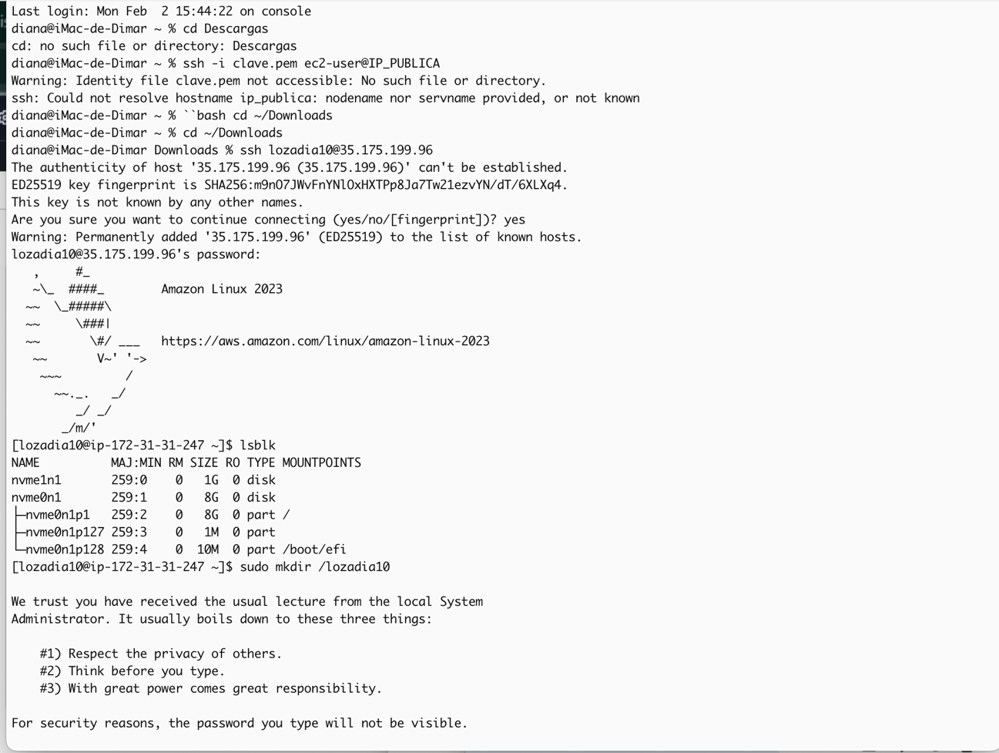 Last login: Mon Feb  2 15:44:22 on console
diana@iMac-de-Dimar ~ % cd Descargas
cd: no such file or directory: Descargas
diana@iMac-de-Dimar ~ % ssh -i clave.pem ec2-user@IP_PUBLICA
Warning: Identity file clave.pem not accessible: No such file or directory.
ssh: Could not resolve hostname ip_publica: nodename nor servname provided, or not known
diana@iMac-de-Dimar ~ % ``bash cd ~/Downloads
diana@iMac-de-Dimar ~ % cd ~/Downloads
diana@iMac-de-Dimar Downloads % ssh lozadia10@35.175.199.96
The authenticity of host '35.175.199.96 (35.175.199.96)' can't be established.
ED25519 key fingerprint is SHA256:m9nO7JWvFnYNlOxHXTPp8Ja7Tw21ezvYN/dT/6XLXq4.
This key is not known by any other names.
Are you sure you want to continue connecting (yes/no/[fingerprint])? yes
Warning: Permanently added '35.175.199.96' (ED25519) to the list of known hosts.
lozadia10@35.175.199.96's password:
   ,     #_
   ~\_  ####_        Amazon Linux 2023
  ~~  \_#####\
  ~~     \###|
  ~~       \#/ ___   https://aws.amazon.com/linux/amazon-linux-2023
   ~~       V~' '->
    ~~~         /
      ~~._.   _/
         _/ _/
       _/m/'
[lozadia10@ip-172-31-31-247 ~]$ lsblk
NAME          MAJ:MIN RM SIZE RO TYPE MOUNTPOINTS
nvme1n1       259:0    0   1G  0 disk
nvme0n1       259:1    0   8G  0 disk
├─nvme0n1p1   259:2    0   8G  0 part /
├─nvme0n1p127 259:3    0   1M  0 part
└─nvme0n1p128 259:4    0  10M  0 part /boot/efi
[lozadia10@ip-172-31-31-247 ~]$ sudo mkdir /lozadia10

We trust you have received the usual lecture from the local System
Administrator. It usually boils down to these three things:

    #1) Respect the privacy of others.
    #2) Think before you type.
    #3) With great power comes great responsibility.

For security reasons, the password you type will not be visible.